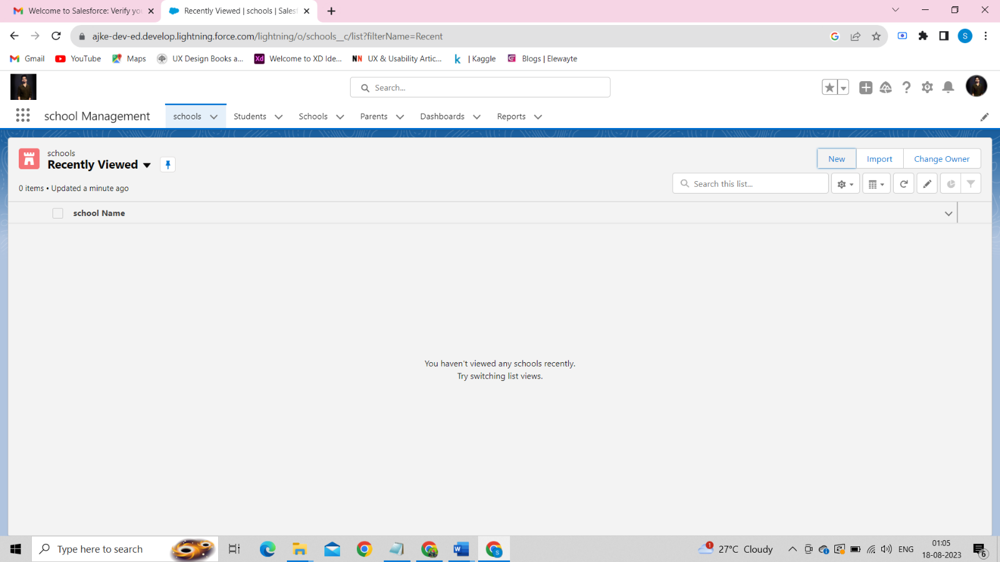 Welcome to Salesforce: Verify yo
Recently Viewed | schools | Sales
ajke-dev-ed.develop.lightning.force.com/lightning/o/schools__c/list?filterName=Recent
S
Gmail YouTube Maps UX Design Books a... Xd Welcome to XD Ide... NN UX & Usability Artic... k | Kaggle Blogs | Elewayte
Search...
school Management schools Students Schools Parents Dashboards Reports
schools
Recently Viewed
New Import Change Owner
0 items • Updated a minute ago
Search this list...
school Name
You haven't viewed any schools recently.
Try switching list views.
Type here to search
1 27°C Cloudy
ENG
01:05
18-08-2023
6